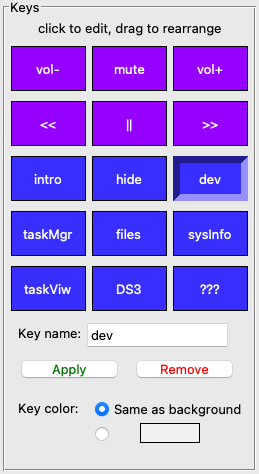 Keys
click to edit, drag to rearrange
vol- mute vol+
<< || >>
intro hide dev
taskMgr files sysInfo
taskViw DS3 ???
Key name: dev
Apply Remove
Key color: Same as background